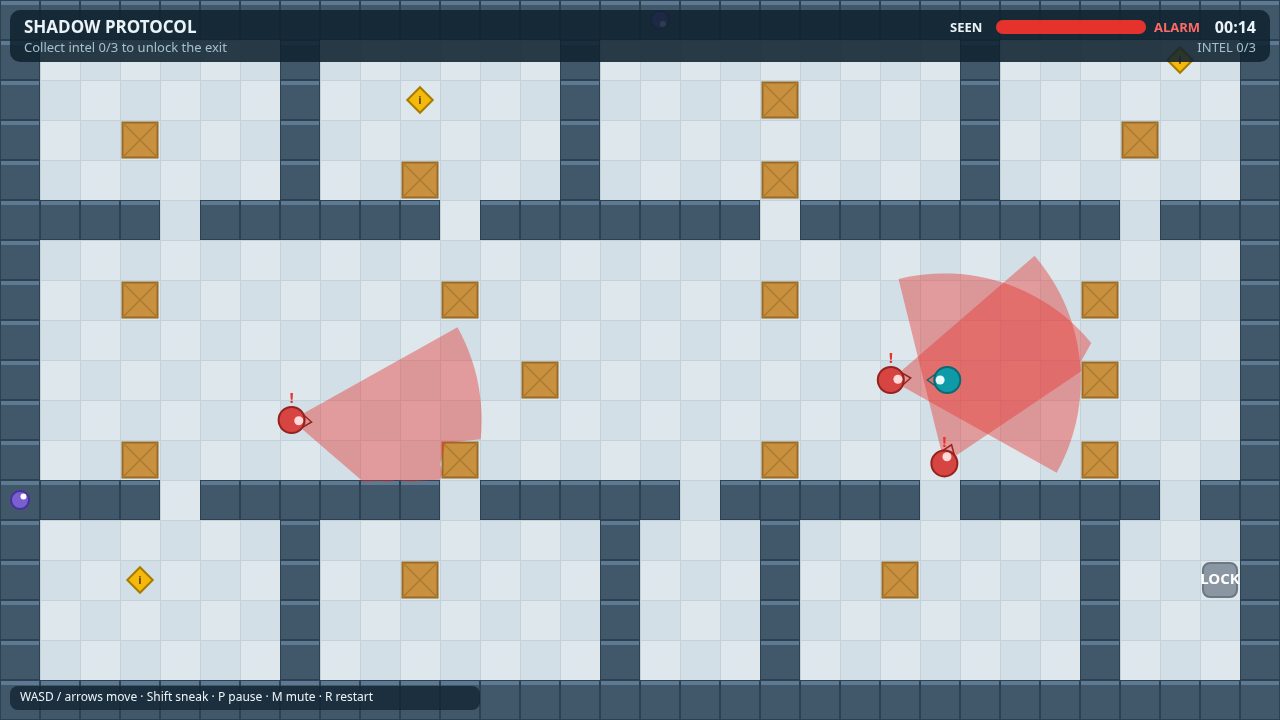 SHADOW PROTOCOL
Collect intel 0/3 to unlock the exit
SEEN
ALARM
00:14
INTEL 0/3
i
i
!
!
!
i
LOCK
WASD / arrows move · Shift sneak · P pause · M mute · R restart